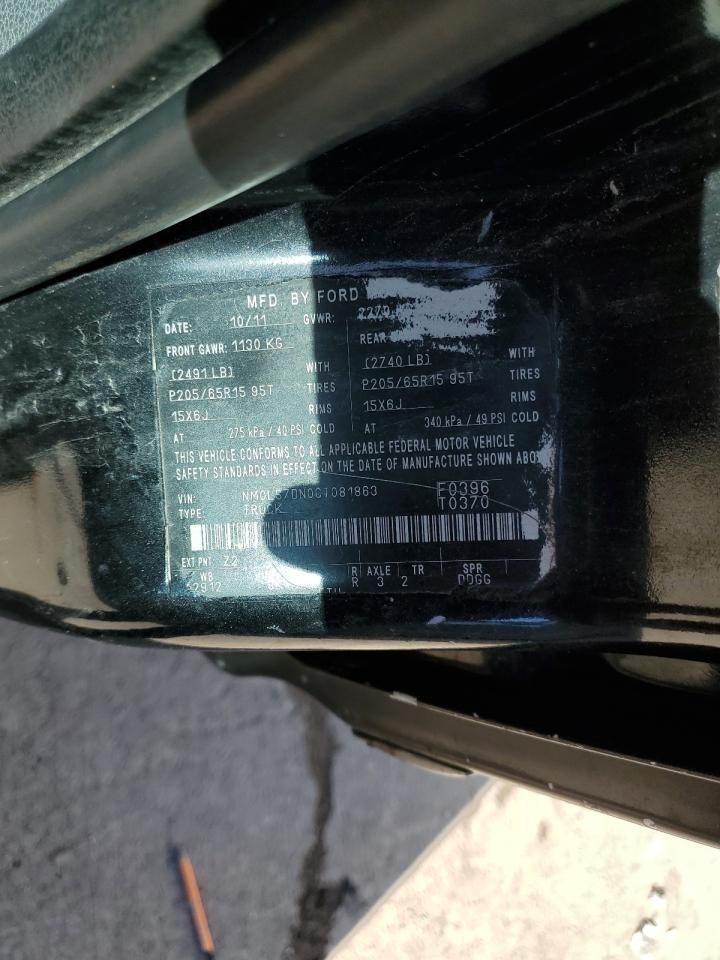 MFD. BY FORD
DATE: 10/11 GVWR:
FRONT GAWR: 1130 KG REAR
(2491 LB) WITH (2740 LB) WITH
P205/65R15 95T TIRES P205/65R15 95T TIRES
15X6J RIMS 15X6J RIMS
AT 275 kPa / 40 PSI COLD AT 340 kPa / 49 PSI COLD
THIS VEHICLE CONFORMS TO ALL APPLICABLE FEDERAL MOTOR VEHICLE
SAFETY STANDARDS IN EFFECT ON THE DATE OF MANUFACTURE SHOWN
VIN: F0396
TYPE: TRUCK T0370
EXT PNT: Z2 R AXLE TR SPR
WB R 3 2 DDGG
2912